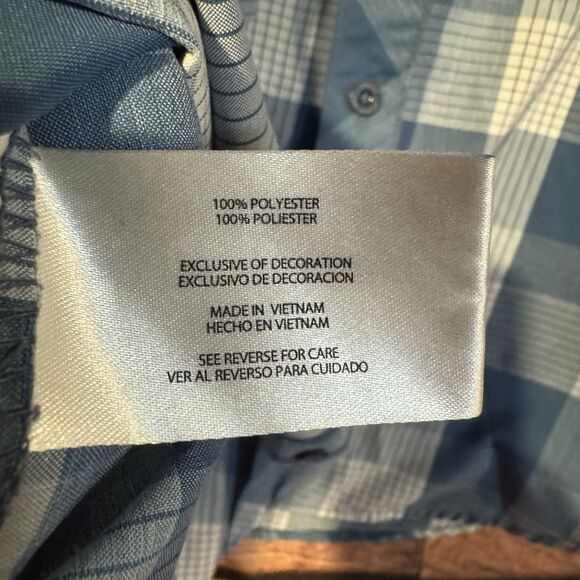 100% POLYESTER
100% POLIESTER
EXCLUSIVE OF DECORATION
EXCLUSIVO DE DECORACION
MADE IN VIETNAM
HECHO EN VIETNAM
SEE REVERSE FOR CARE
VER AL REVERSO PARA CUIDADO